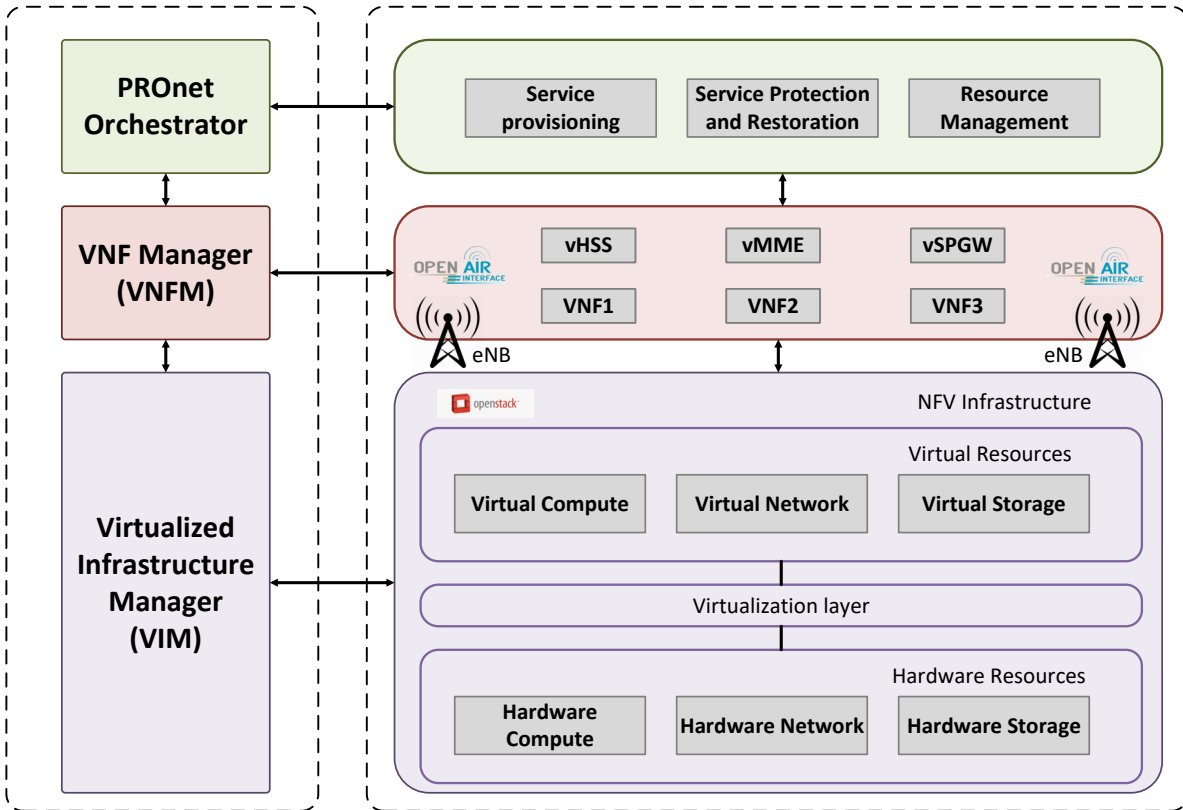 PROnet
Orchestrator
Service
provisioning
Service Protection
and Restoration
Resource
Management
VNF Manager
(VNFM)
OPEN AIR
INTERFACE
vHSS
vMME
vSPGW
OPEN AIR
INTERFACE
VNF1
VNF2
VNF3
eNB
eNB
Virtualized
Infrastructure
Manager
(VIM)
openstack
NFV Infrastructure
Virtual Resources
Virtual Compute
Virtual Network
Virtual Storage
Virtualization layer
Hardware Resources
Hardware
Compute
Hardware Network
Hardware Storage